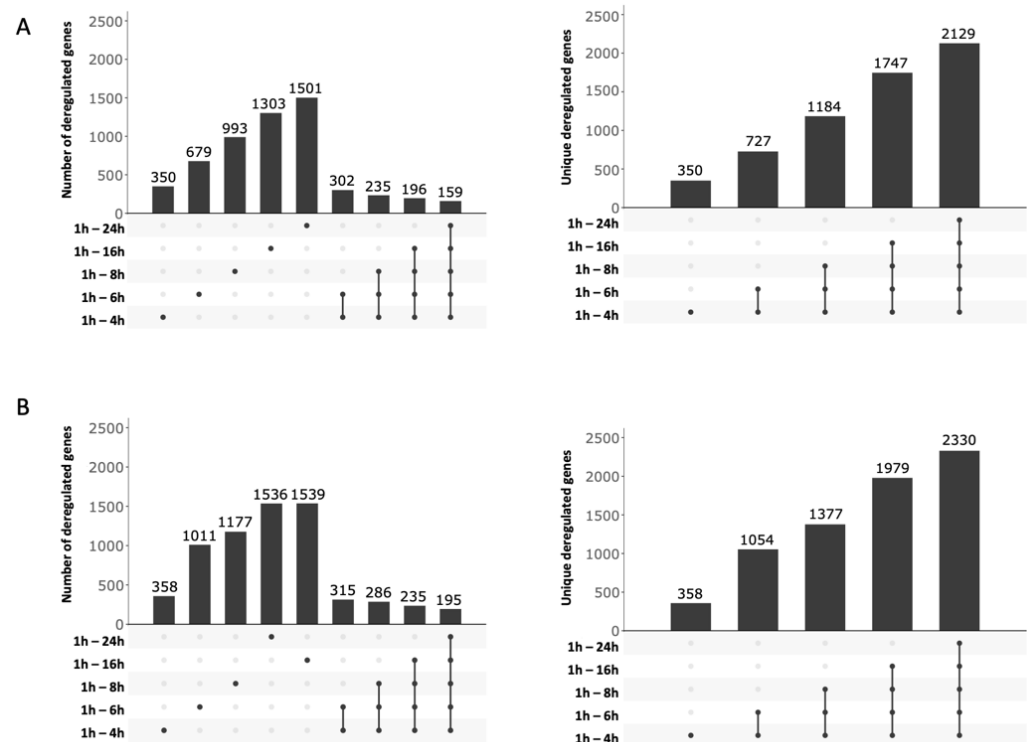 A
Number of deregulated genes
2500
2000
1500
1000
500
0
350
679
993
1303
1501
302
235
196
159
1h – 24h
1h – 16h
1h – 8h
1h – 6h
1h – 4h
Unique deregulated genes
2500
2000
1500
1000
500
0
350
727
1184
1747
2129
1h – 24h
1h – 16h
1h – 8h
1h – 6h
1h – 4h
B
Number of deregulated genes
2500
2000
1500
1000
500
0
358
1011
1177
1536
1539
315
286
235
195
1h – 24h
1h – 16h
1h – 8h
1h – 6h
1h – 4h
Unique deregulated genes
2500
2000
1500
1000
500
0
358
1054
1377
1979
2330
1h – 24h
1h – 16h
1h – 8h
1h – 6h
1h – 4h